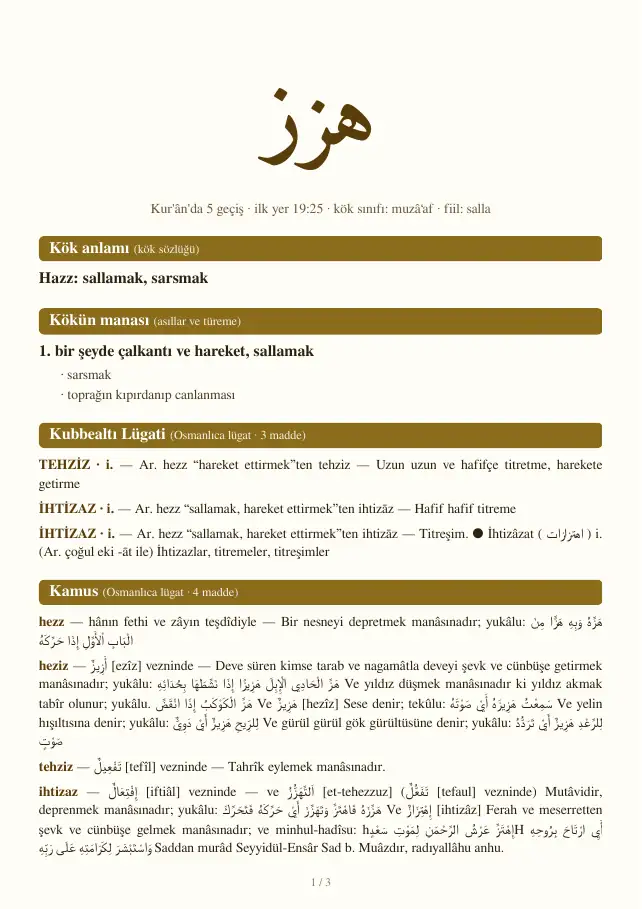 هزز
Kur'ân'da 5 geçiş · ilk yer 19:25 · kök sınıfı: muzâ'af · fiil: salla
Kök anlamı (kök sözlüğü)
Hazz: sallamak, sarsmak
Kökün manası (asıllar ve türeme)
1. bir şeyde çalkantı ve hareket, sallamak
· sarsmak
· toprağın kıpırdanıp canlanması
Kubbealtı Lügati (Osmanlıca lügat · 3 madde)
TEHZİZ · i. — Ar. hezz “hareket ettirmek”ten tehziz — Uzun uzun ve hafifçe titretme, harekete
getirme
İHTİZAZ · i. — Ar. hezz “sallamak, hareket ettirmek”ten ihtizāz — Hafif hafif titreme
İHTİZAZ · i. — Ar. hezz “sallamak, hareket ettirmek”ten ihtizāz — Titreşim. ● İhtizâzat ( اهتزازات ) i.
(Ar. çoğul eki -āt ile) İhtizazlar, titremeler, titreşimler
Kamus (Osmanlıca lügat · 4 madde)
hezz — hânın fethi ve zâyın teşdîdiyle — Bir nesneyi depretmek manâsınadır; yukâlu: هَزَّهُ وَبِهِ هَزًّا مِنَ
الْبَابِ الْأَوَّلِ إِذَا حَرَّكَهُ
heziz — أَزِيزٌ [ezîz] vezninde — Deve süren kimse tarab ve nagamâtla deveyi şevk ve cünbüşe getirmek
manâsınadır; yukâlu: هَزَّ الْحَادِي الْإِبِلَ هَزِيزًا إِذَا نَشَّطَهَا بِحُدَائِهِ Ve yıldız düşmek manâsınadır ki yıldız akmak
tabîr olunur; yukâlu. هَزَّ الْكَوْكَبُ إِذَا انْقَضَّ Ve هَزِيزٌ [hezîz] Sese denir; tekûlu: سَمِعْتُ هَزِيزَهُ أَيْ صَوْتَهُ Ve yelin
hışıltısına denir; yukâlu: لِلرِّيحِ هَزِيزٌ أَيْ دَوِيٌّ Ve gürül gürül gök gürültüsüne denir; yukâlu: لِلرَّعْدِ هَزِيزٌ أَيْ تَرَدُّدُ
صَوْتٍ
tehziz — تَفْعِيلٌ [tefîl] vezninde — Tahrîk eylemek manâsınadır.
ihtizaz — إِفْتِعَالٌ [iftiâl] vezninde — ve اَلتَّهَزُّزُ [et-tehezzuz] (تَفَعُّلٌ [tefaul] vezninde) Mutâvidir,
deprenmek manâsınadır; yukâlu: هَزَّزَهُ فَاهْتَزَّ وَتَهَزَّزَ أَيْ حَرَّكَهُ فَتَحَرَّكَ Ve إِهْتِزَازٌ [ihtizâz] Ferah ve meserretten
şevk ve cünbüşe gelmek manâsınadır; ve minhul-hadîsu: hإِهْتَزَّ عَرْشُ الرَّحْمَنِ لِمَوْتِ سَعْدٍH أَيِ ارْتَاحَ بِرُوحِهِ
وَاسْتَبْشَرَ لِكَرَامَتِهِ عَلَى رَبِّهِ Saddan murâd Seyyidül-Ensâr Sad b. Muâzdır, radıyallâhu anhu.
1 / 3